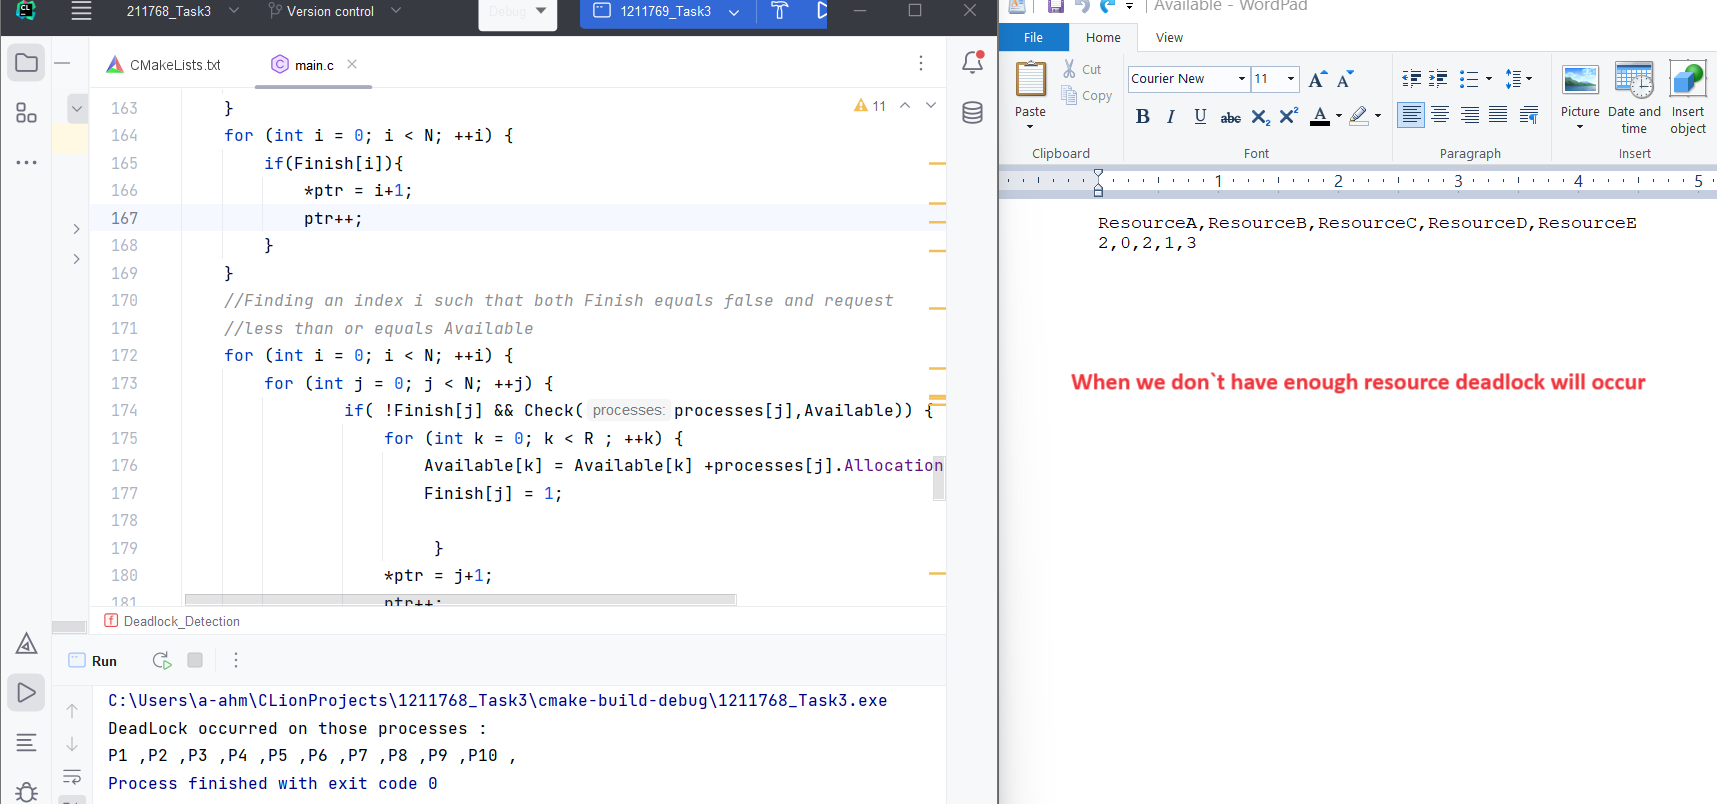 211768_Task3 Version control Debug 1211769_Task3
CMakeLists.txt main.c
163 }
164 for (int i = 0; i < N; ++i) {
165 if(Finish[i]){
166 *ptr = i+1;
167 ptr++;
168 }
169 }
170 //Finding an index i such that both Finish equals false and request
171 //less than or equals Available
172 for (int i = 0; i < N; ++i) {
173 for (int j = 0; j < N; ++j) {
174 if( !Finish[j] && Check( processes: processes[j],Available)) {
175 for (int k = 0; k < R ; ++k) {
176 Available[k] = Available[k] +processes[j].Allocation
177 Finish[j] = 1;
178
179 }
180 *ptr = j+1;
181 ptr++;
11
Deadlock_Detection
Run
C:\Users\a-ahm\CLionProjects\1211768_Task3\cmake-build-debug\1211768_Task3.exe
DeadLock occurred on those processes :
P1 ,P2 ,P3 ,P4 ,P5 ,P6 ,P7 ,P8 ,P9 ,P10 ,
Process finished with exit code 0
Available - WordPad
File Home View
Paste Cut
Copy
Clipboard
Courier New 11
B I U abc X₂ X² A
Font
Paragraph
Picture Date and time Insert object
Insert
1 2 3 4 5
ResourceA,ResourceB,ResourceC,ResourceD,ResourceE
2,0,2,1,3
When we don`t have enough resource deadlock will occur